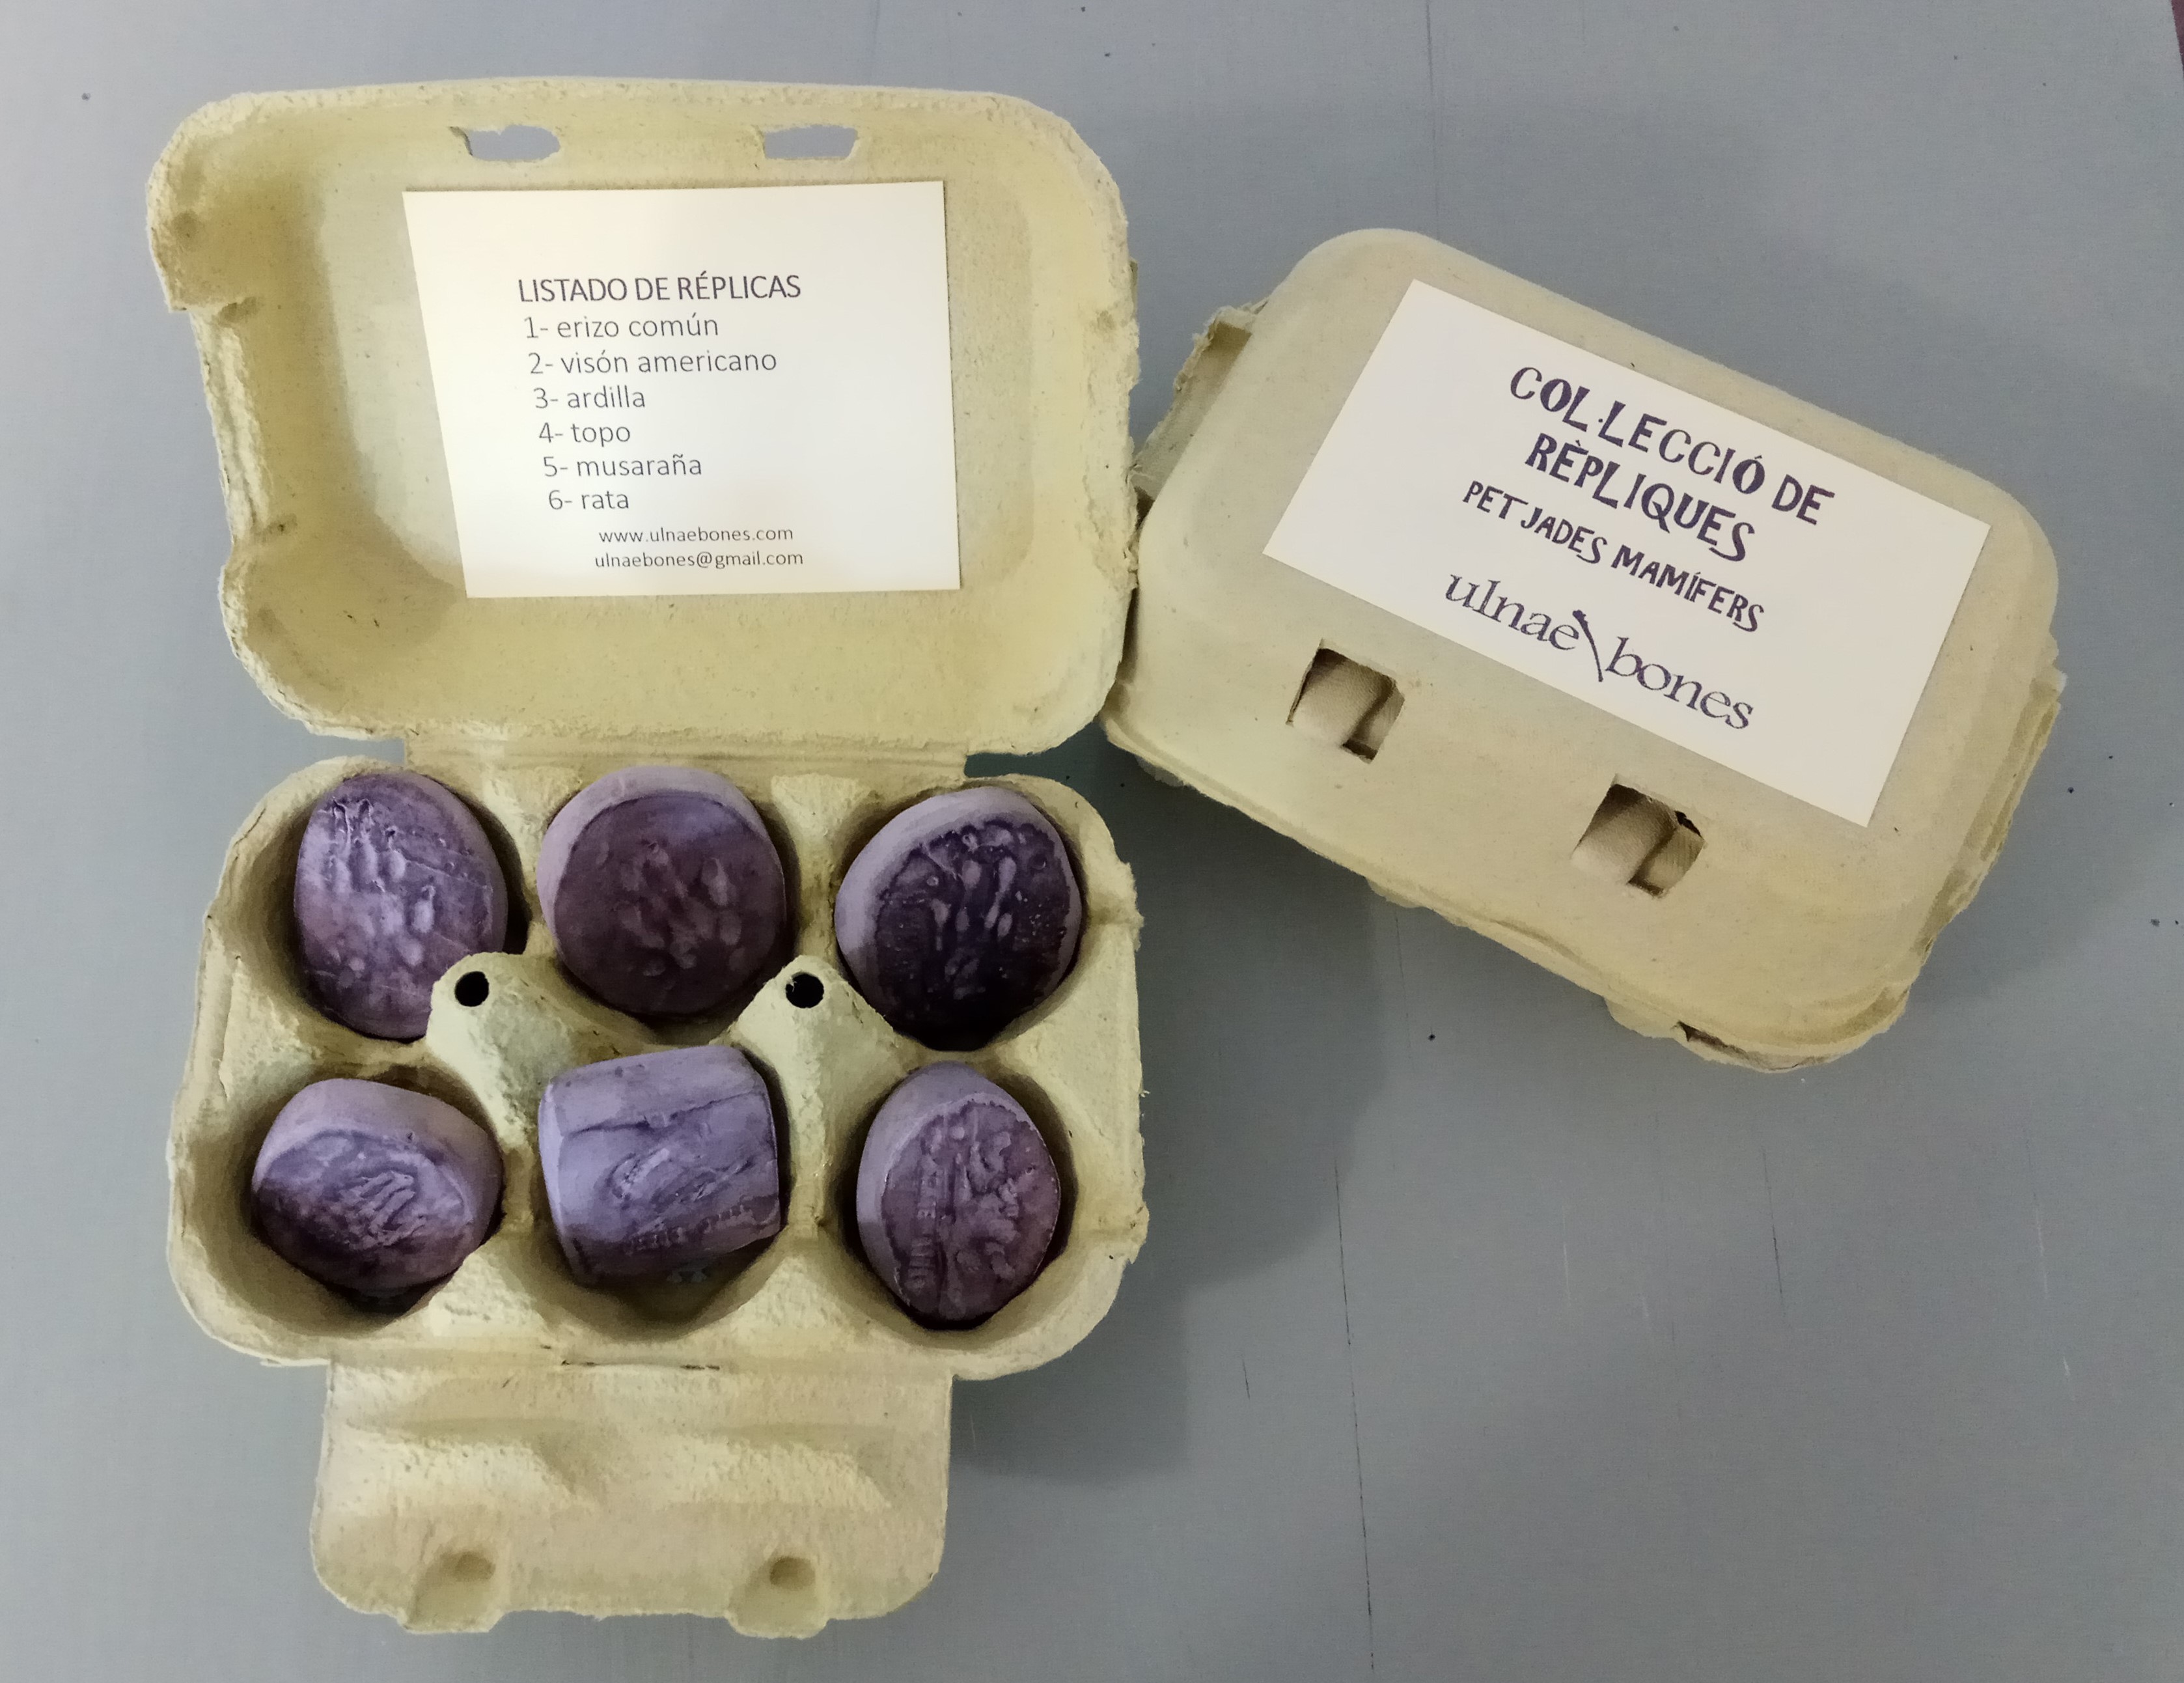 LISTADO DE RÉPLICAS
1- erizo común
2- visón americano
3- ardilla
4- topo
5- musaraña
6- rata
www.ulnaebones.com
ulnaebones@gmail.com
COL·LECCIÓ DE
RÈPLIQUES
PETJADES MAMÍFERS
ulnae bones